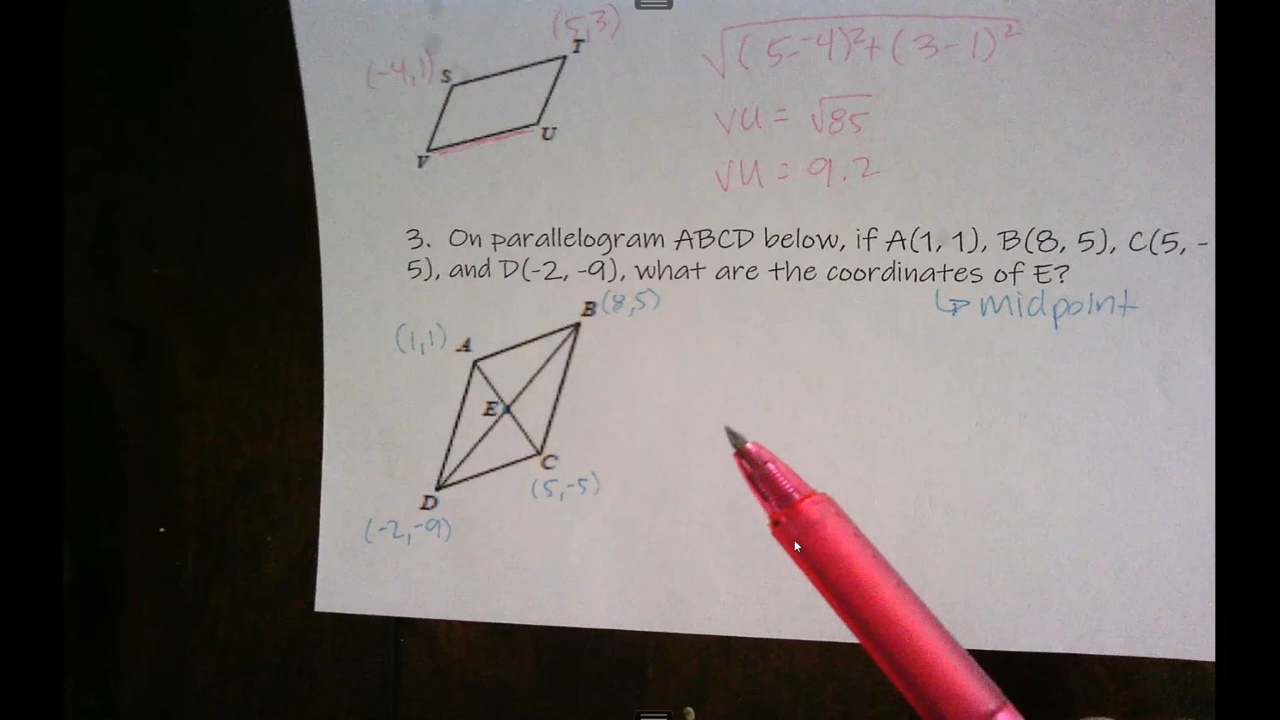 (5,3)
T
(-4,1) S
V
U
√(5--4)²+(3-1)²
VU = √85
VU = 9.2
3. On parallelogram ABCD below, if A(1, 1), B(8, 5), C(5, -
5), and D(-2, -9), what are the coordinates of E?
↳ midpoint
B (8,5)
(1,1) A
E
C
(5,-5)
D
(-2,-9)